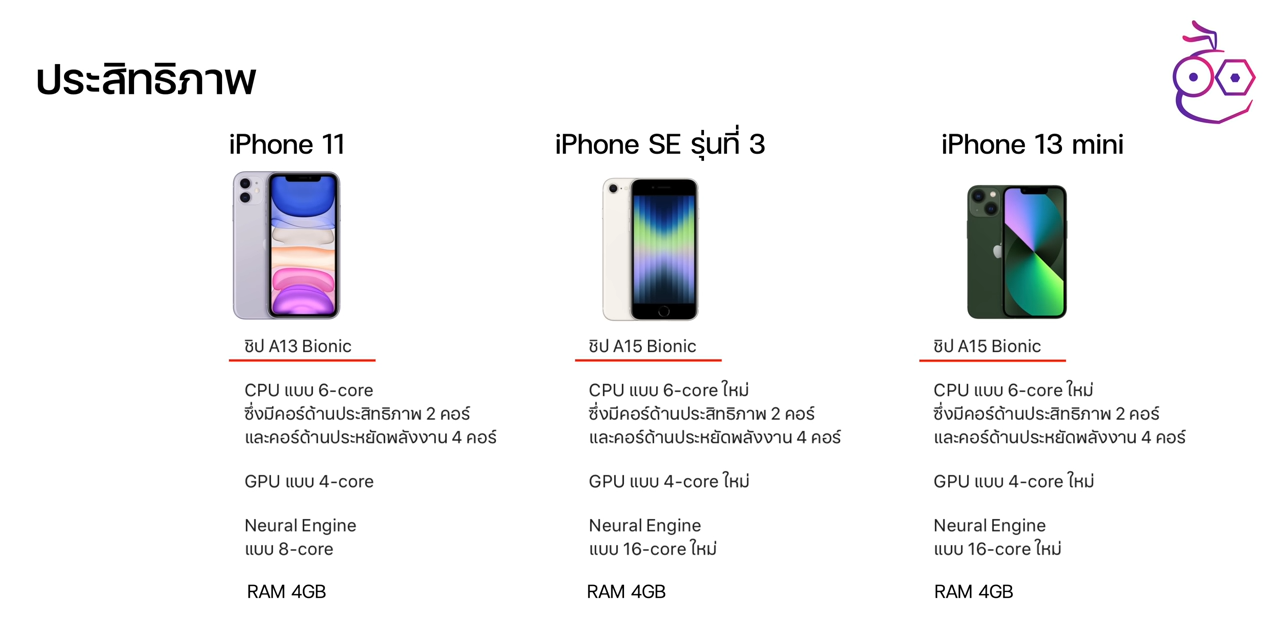 ประสิทธิภาพ
iPhone 11
ชิป A13 Bionic
CPU แบบ 6-core
ซึ่งมีคอร์ด้านประสิทธิภาพ 2 คอร์
และคอร์ด้านประหยัดพลังงาน 4 คอร์
GPU แบบ 4-core
Neural Engine
แบบ 8-core
RAM 4GB
iPhone SE รุ่นที่ 3
ชิป A15 Bionic
CPU แบบ 6-core ใหม่
ซึ่งมีคอร์ด้านประสิทธิภาพ 2 คอร์
และคอร์ด้านประหยัดพลังงาน 4 คอร์
GPU แบบ 4-core ใหม่
Neural Engine
แบบ 16-core ใหม่
RAM 4GB
iPhone 13 mini
ชิป A15 Bionic
CPU แบบ 6-core ใหม่
ซึ่งมีคอร์ด้านประสิทธิภาพ 2 คอร์
และคอร์ด้านประหยัดพลังงาน 4 คอร์
GPU แบบ 4-core ใหม่
Neural Engine
แบบ 16-core ใหม่
RAM 4GB